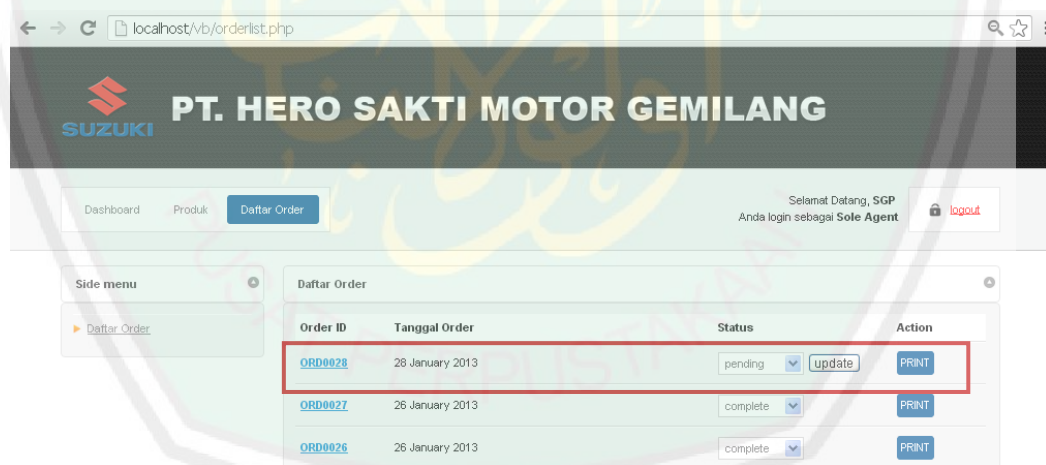 localhost/vb/orderlist.php
SUZUKI
PT. HERO SAKTI MOTOR GEMILANG
Dashboard Produk Daftar Order
Selamat Datang, SGP
Anda login sebagai Sole Agent
logout
Side menu
Daftar Order
Daftar Order
Order ID Tanggal Order Status Action
ORD0028 28 January 2013 pending update PRINT
ORD0027 26 January 2013 complete PRINT
ORD0026 26 January 2013 complete PRINT
PUSAT PERPUSTAKAAN